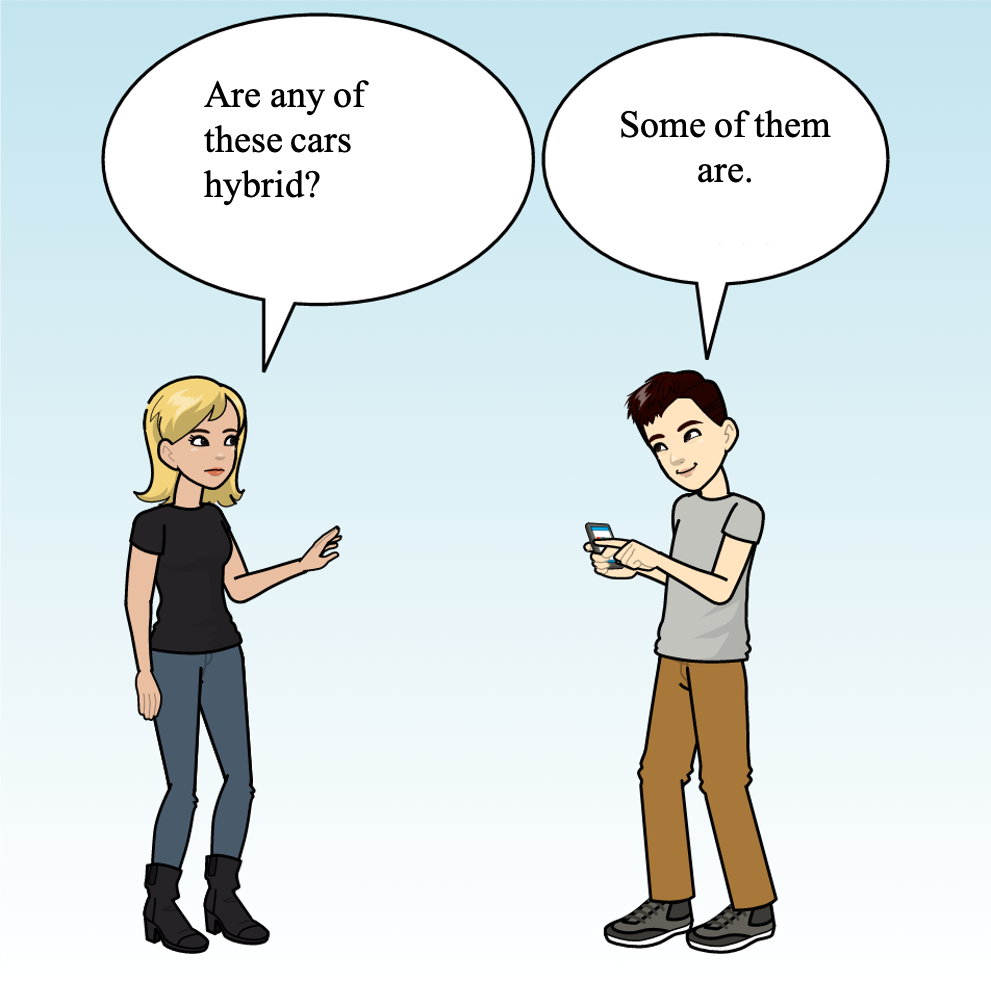 Are any of
these cars
hybrid?
Some of them
are.